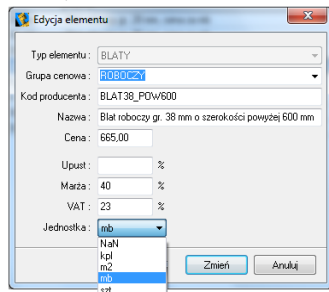 Edycja elementu
Typ elementu : BLATY
Grupa cenowa : ROBOCZY
Kod producenta : BLAT38_POW600
Nazwa : Blat roboczy gr. 38 mm o szerokości powyżej 600 mm
Cena : 665,00
Upust : %
Marża : 40 %
VAT : 23 %
Jednostka : mb
NaN
kpl
m2
mb
szt
Zmień Anuluj